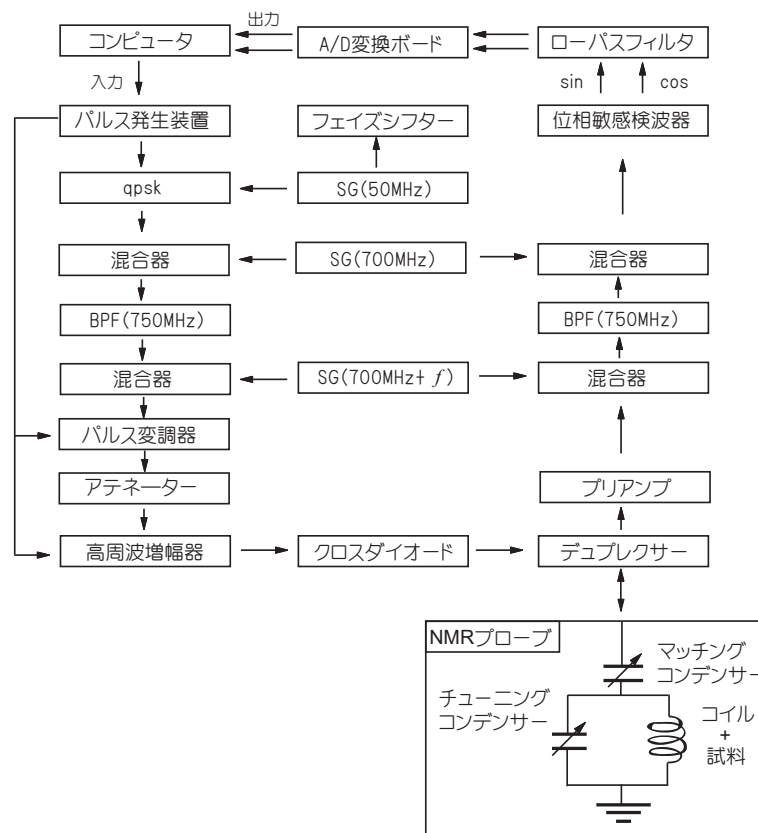 出力
コンピュータ
A/D変換ボード
ローパスフィルタ
入力
sin
cos
パルス発生装置
フェイズシフター
位相敏感検波器
qpsk
SG(50MHz)
混合器
SG(700MHz)
混合器
BPF(750MHz)
BPF(750MHz)
混合器
SG(700MHz+ f)
混合器
パルス変調器
アテネーター
プリアンプ
高周波増幅器
クロスダイオード
デュプレクサー
NMRプローブ
マッチング
コンデンサー
チューニング
コンデンサー
コイル
+
試料